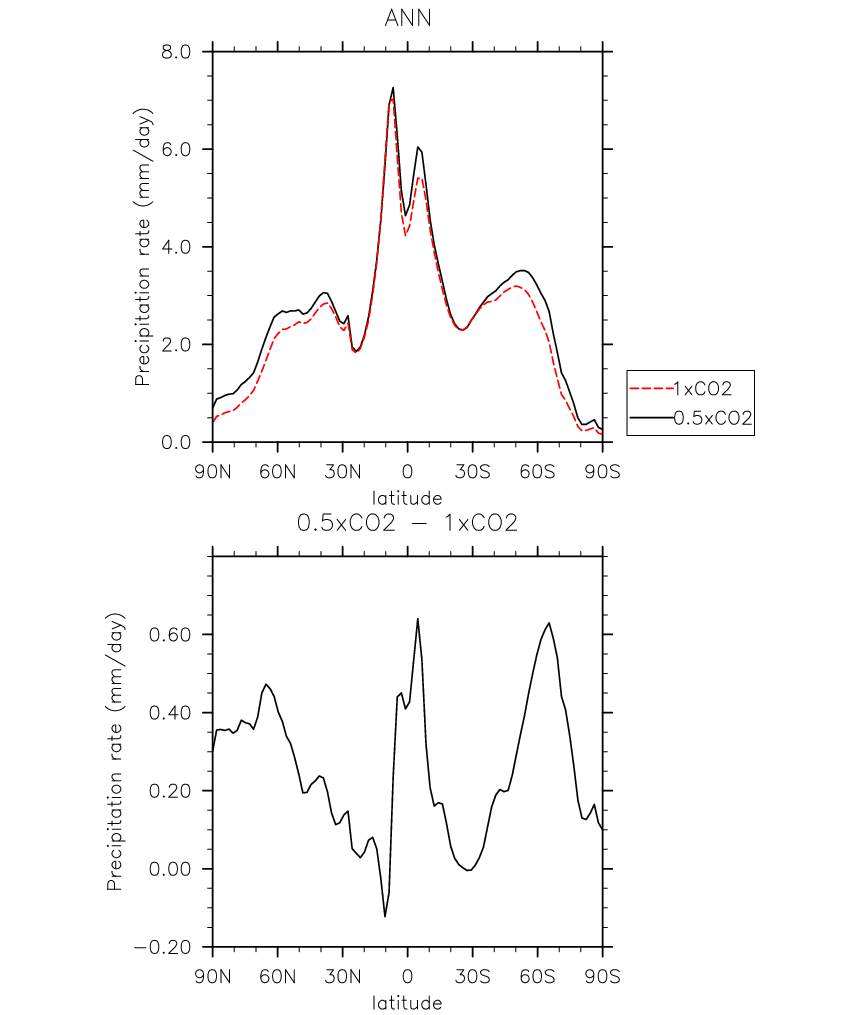 ANN
Precipitation rate (mm/day)
8.0
6.0
4.0
2.0
0.0
90N 60N 30N 0 30S 60S 90S
latitude
1xCO2
0.5xCO2
0.5xCO2 − 1xCO2
Precipitation rate (mm/day)
0.60
0.40
0.20
0.00
−0.20
90N 60N 30N 0 30S 60S 90S
latitude